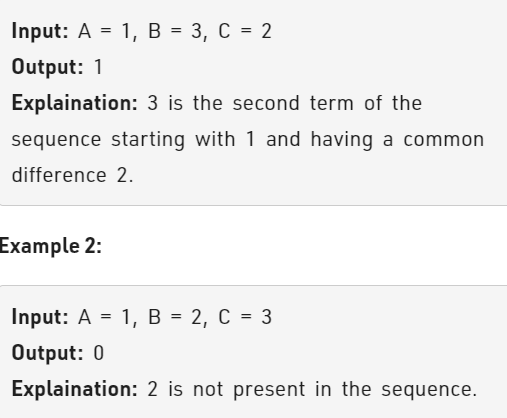 Input: A = 1, B = 3, C = 2
Output: 1
Explaination: 3 is the second term of the
sequence starting with 1 and having a common
difference 2.
Example 2:
Input: A = 1, B = 2, C = 3
Output: 0
Explaination: 2 is not present in the sequence.